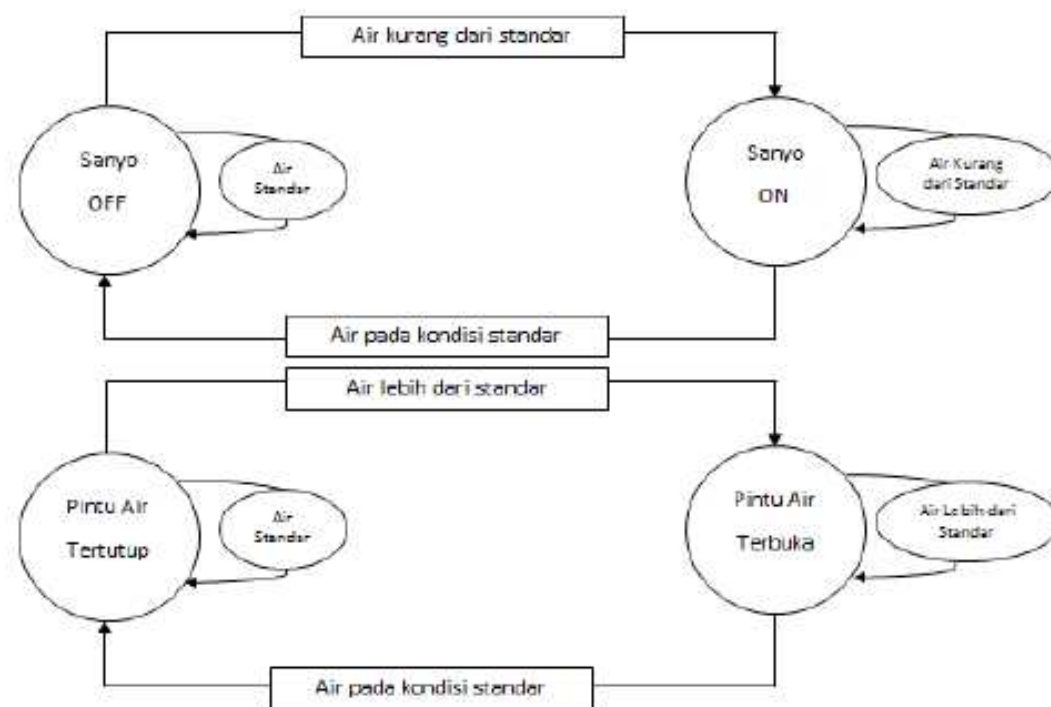 Air kurang dari standar
Sanyo
OFF
Air
Standar
Sanyo
ON
Air Kurang
dari Standar
Air pada kondisi standar
Air lebih dari standar
Pintu Air
Tertutup
Air
Standar
Pintu Air
Terbuka
Air Lebih dari
Standar
Air pada kondisi standar